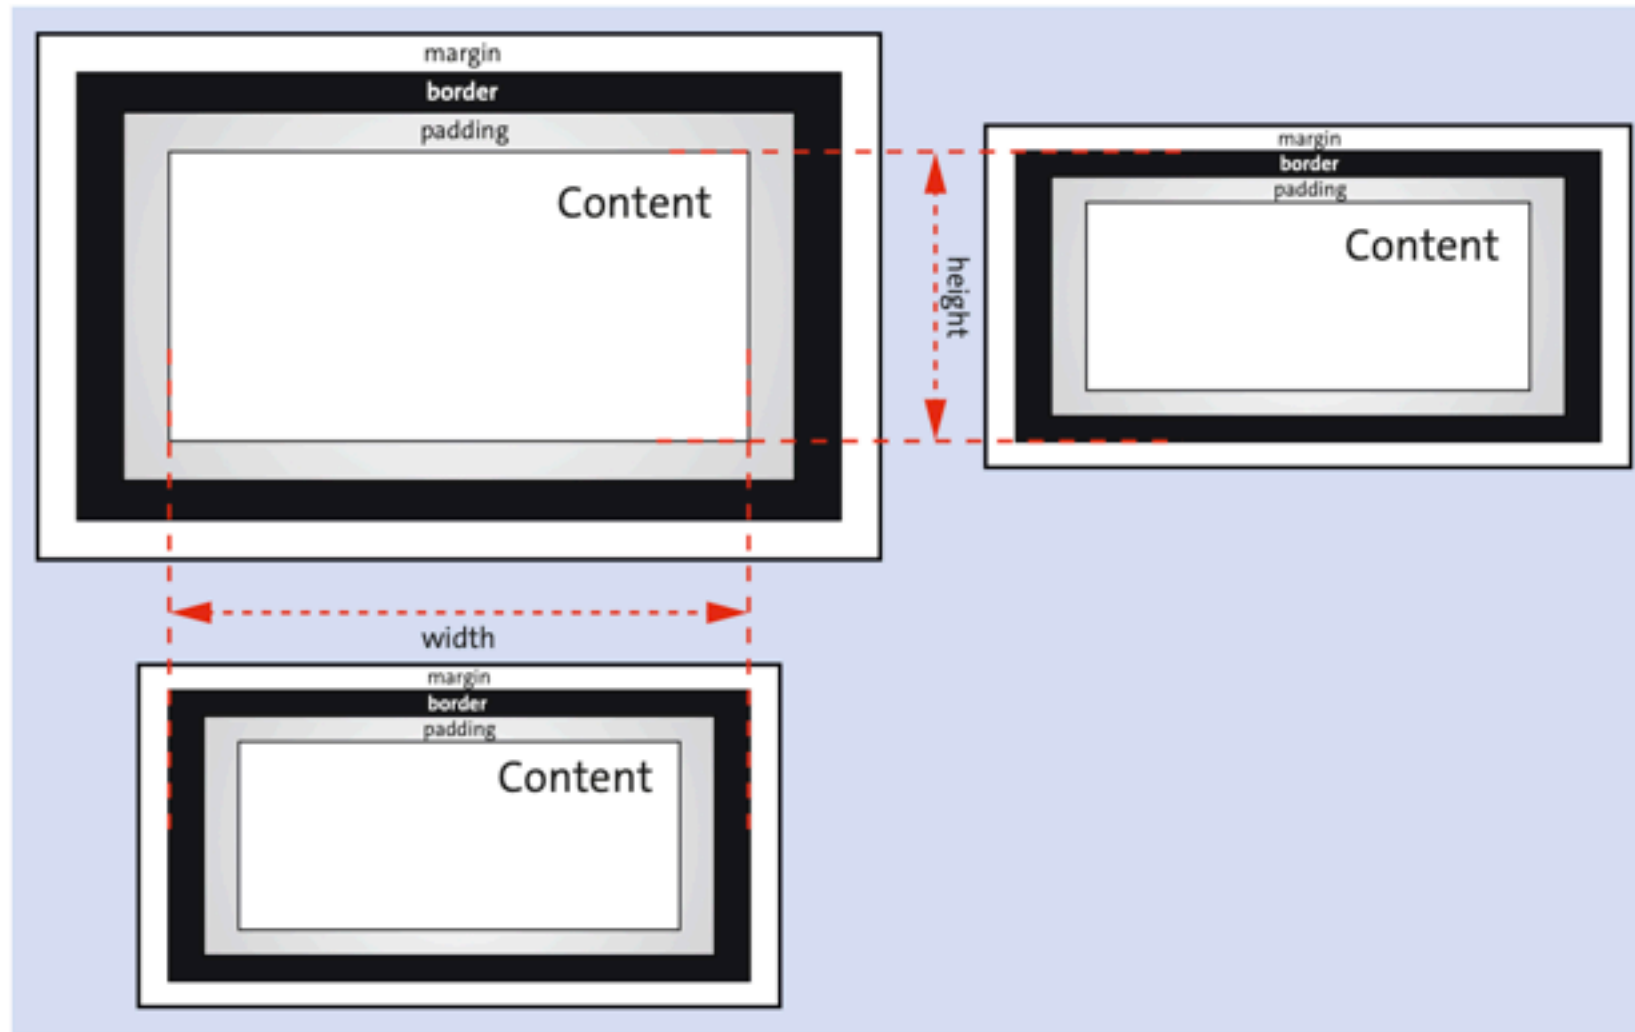 margin
border
padding
Content
height
margin
border
padding
Content
width
margin
border
padding
Content